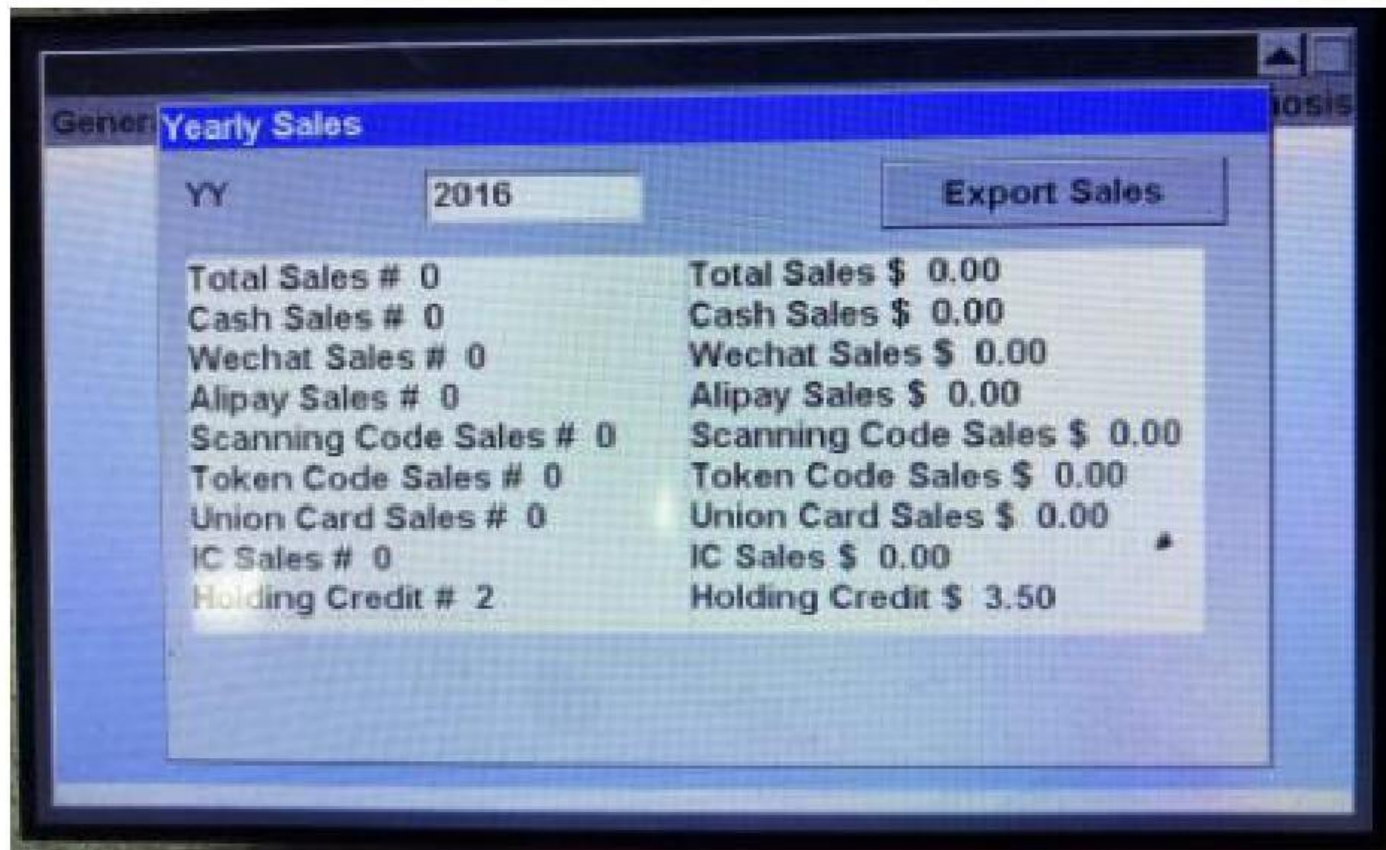 Gener
iosis
Yearly Sales
YY 2016 Export Sales
Total Sales # 0 Total Sales $ 0.00
Cash Sales # 0 Cash Sales $ 0.00
Wechat Sales # 0 Wechat Sales $ 0.00
Alipay Sales # 0 Alipay Sales $ 0.00
Scanning Code Sales # 0 Scanning Code Sales $ 0.00
Token Code Sales # 0 Token Code Sales $ 0.00
Union Card Sales # 0 Union Card Sales $ 0.00
IC Sales # 0 IC Sales $ 0.00
Holding Credit # 2 Holding Credit $ 3.50